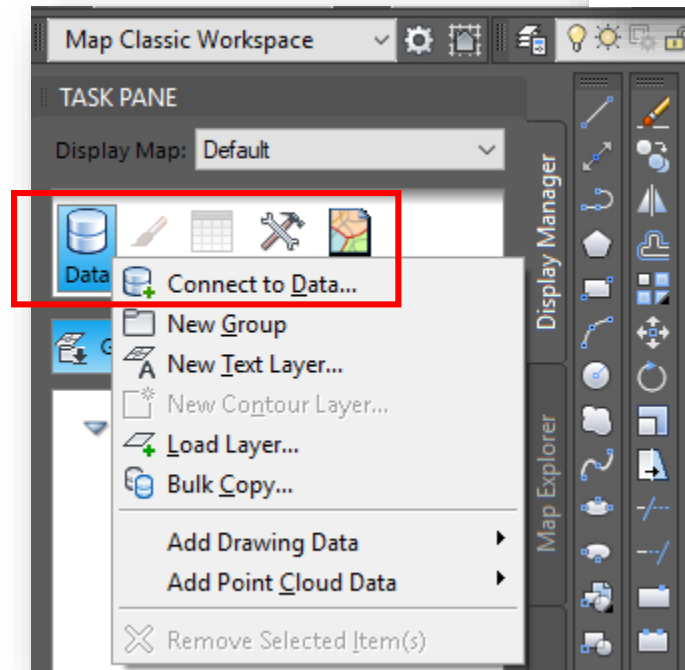 Map Classic Workspace
TASK PANE
Display Map: Default
Data
Connect to Data...
New Group
New Text Layer...
New Contour Layer...
Load Layer...
Bulk Copy...
Add Drawing Data
Add Point Cloud Data
Remove Selected Item(s)
Display Manager
Map Explorer